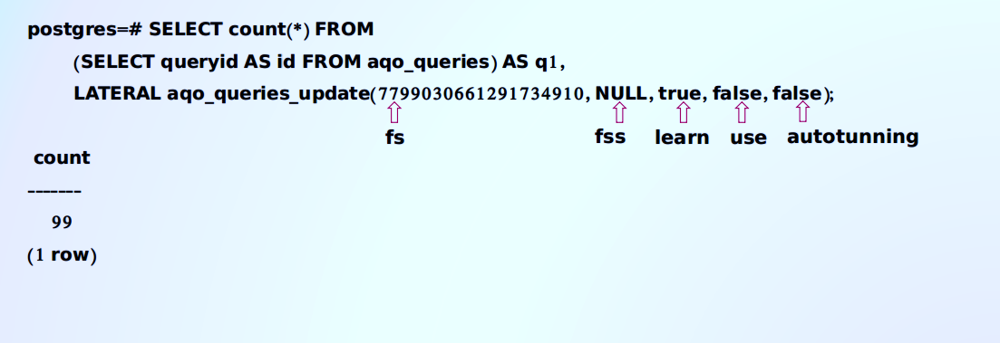 postgres=# SELECT count(*) FROM
(SELECT queryid AS id FROM aqo_queries) AS q1,
LATERAL aqo_queries_update(7799030661291734910, NULL, true, false, false);
fs fss learn use autotunning
count
-------
99
(1 row)